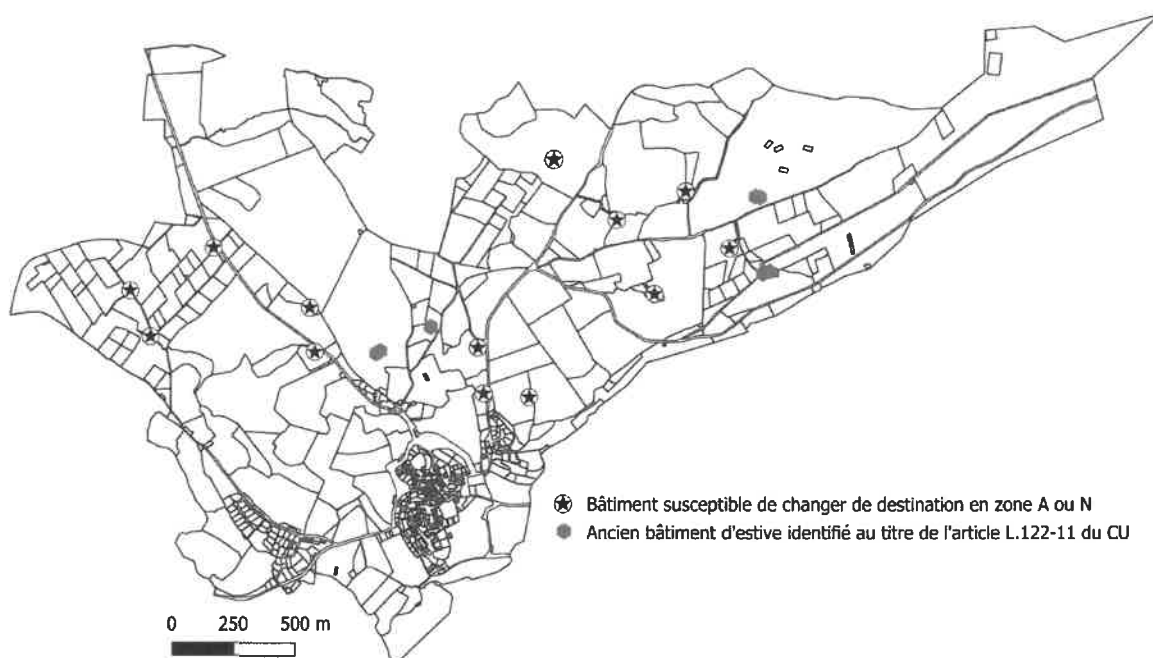 Bâtiment susceptible de changer de destination en zone A ou N
Ancien bâtiment d'estive identifié au titre de l'article L.122-11 du CU
0 250 500 m